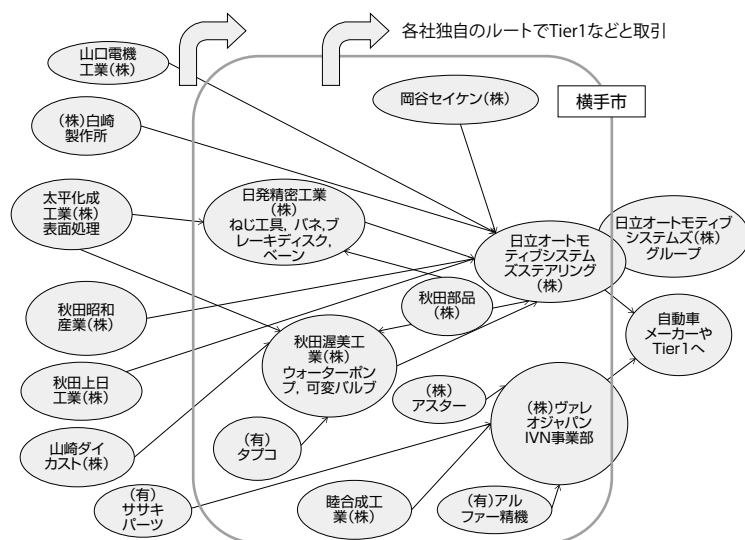 各社独自のルートでTier1などと取引
山口電機
工業(株)
岡谷セイケン(株)
横手市
(株)白崎
製作所
太平化成
工業(株)
表面処理
日発精密工業
(株)
ねじ工具, バネ,ブ
レーキディスク,
ベーン
日立オートモ
ティブシステム
ズステアリング
(株)
日立オートモティブ
システムズ(株)
グループ
秋田昭和
産業(株)
秋田部品
(株)
自動車
メーカーや
Tier1へ
秋田渥美工
業(株)
ウォーターポン
プ, 可変バルブ
秋田上日
工業(株)
(株)
アスター
(株)ヴァレ
オジャパン
IVN事業部
山崎ダイ
カスト(株)
(有)
タプコ
(有)
ササキ
パーツ
睦合成工
業(株)
(有)アル
ファー精機